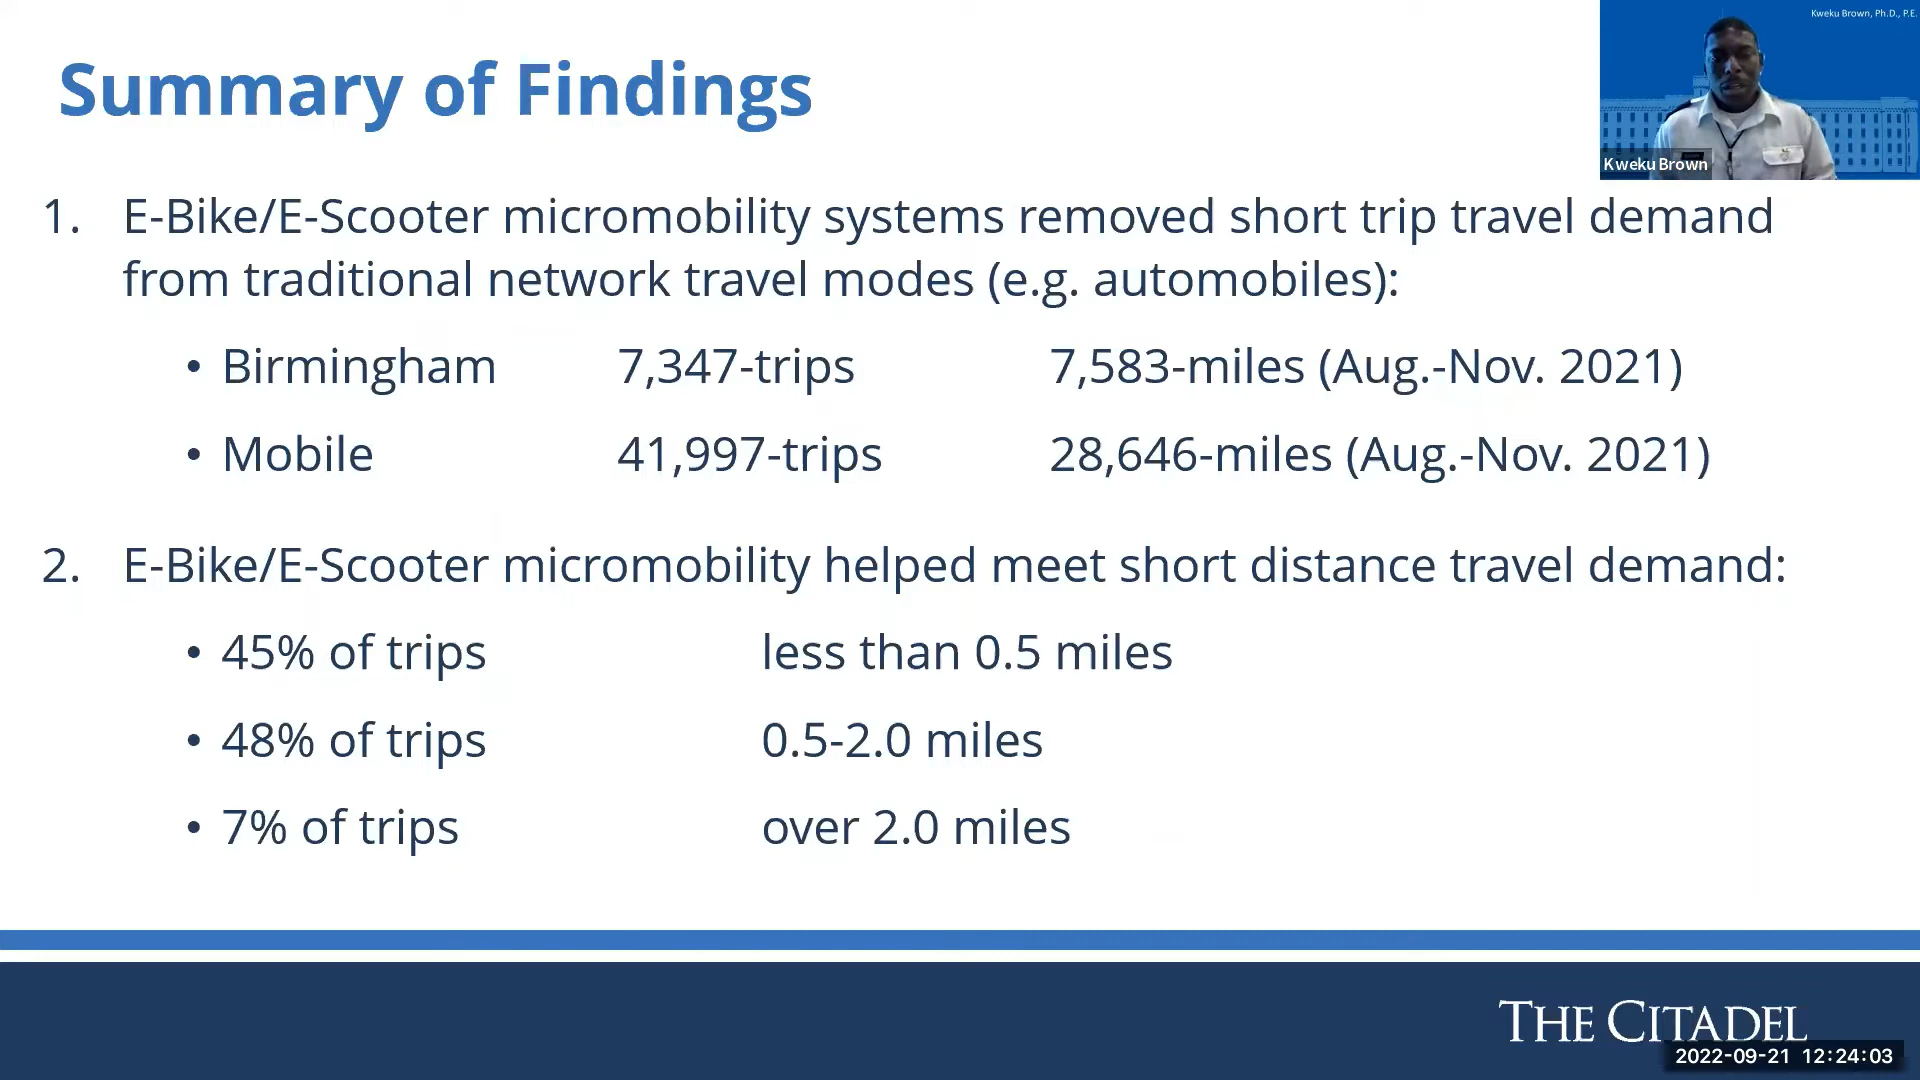 Kweku Brown, Ph.D., P.E.
Summary of Findings
Kweku Brown
1. E-Bike/E-Scooter micromobility systems removed short trip travel demand
from traditional network travel modes (e.g. automobiles):
• Birmingham 7,347-trips 7,583-miles (Aug.-Nov. 2021)
• Mobile 41,997-trips 28,646-miles (Aug.-Nov. 2021)
2. E-Bike/E-Scooter micromobility helped meet short distance travel demand:
• 45% of trips less than 0.5 miles
• 48% of trips 0.5-2.0 miles
• 7% of trips over 2.0 miles
THE CITADEL
2022-09-21 12:24:03